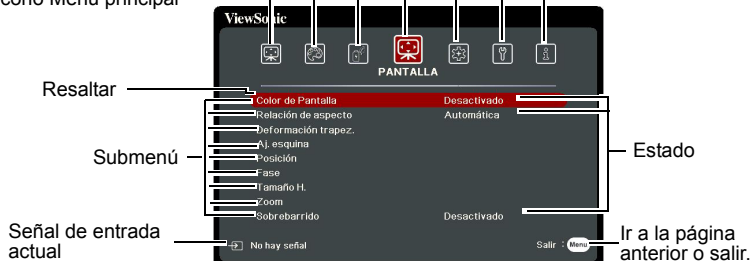 cono Menú principal
ViewSonic
PANTALLA
Resaltar
Color de Pantalla Desactivado
Relación de aspecto Automática
Deformación trapez.
Aj. esquina
Submenú
Estado
Posición
Fase
Tamaño H.
Zoom
Sobrebarrido Desactivado
Señal de entrada
actual
No hay señal
Salir : Menu
Ir a la página
anterior o salir.